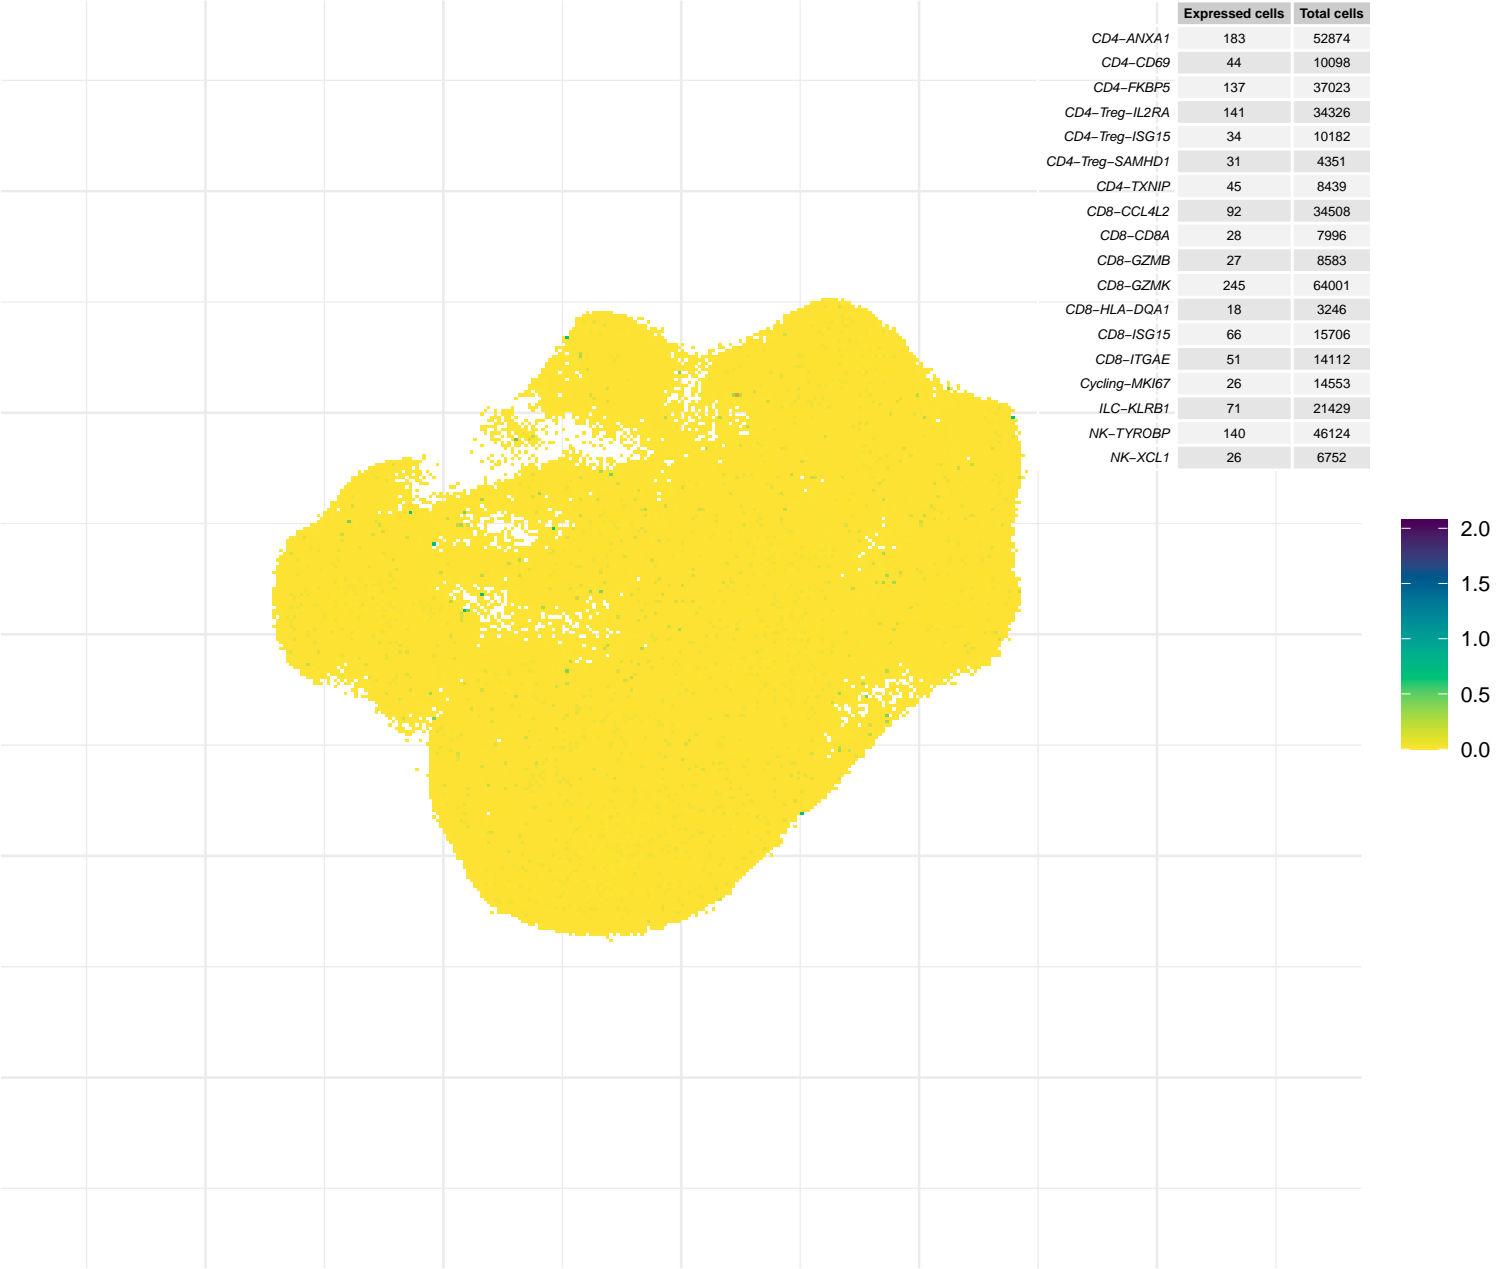 Expressed cells Total cells
CD4−ANXA1 183 52874
CD4−CD69 44 10098
CD4−FKBP5 137 37023
CD4−Treg−IL2RA 141 34326
CD4−Treg−ISG15 34 10182
CD4−Treg−SAMHD1 31 4351
CD4−TXNIP 45 8439
CD8−CCL4L2 92 34508
CD8−CD8A 28 7996
CD8−GZMB 27 8583
CD8−GZMK 245 64001
CD8−HLA−DQA1 18 3246
CD8−ISG15 66 15706
CD8−ITGAE 51 14112
Cycling−MKI67 26 14553
ILC−KLRB1 71 21429
NK−TYROBP 140 46124
NK−XCL1 26 6752
2.0
1.5
1.0
0.5
0.0